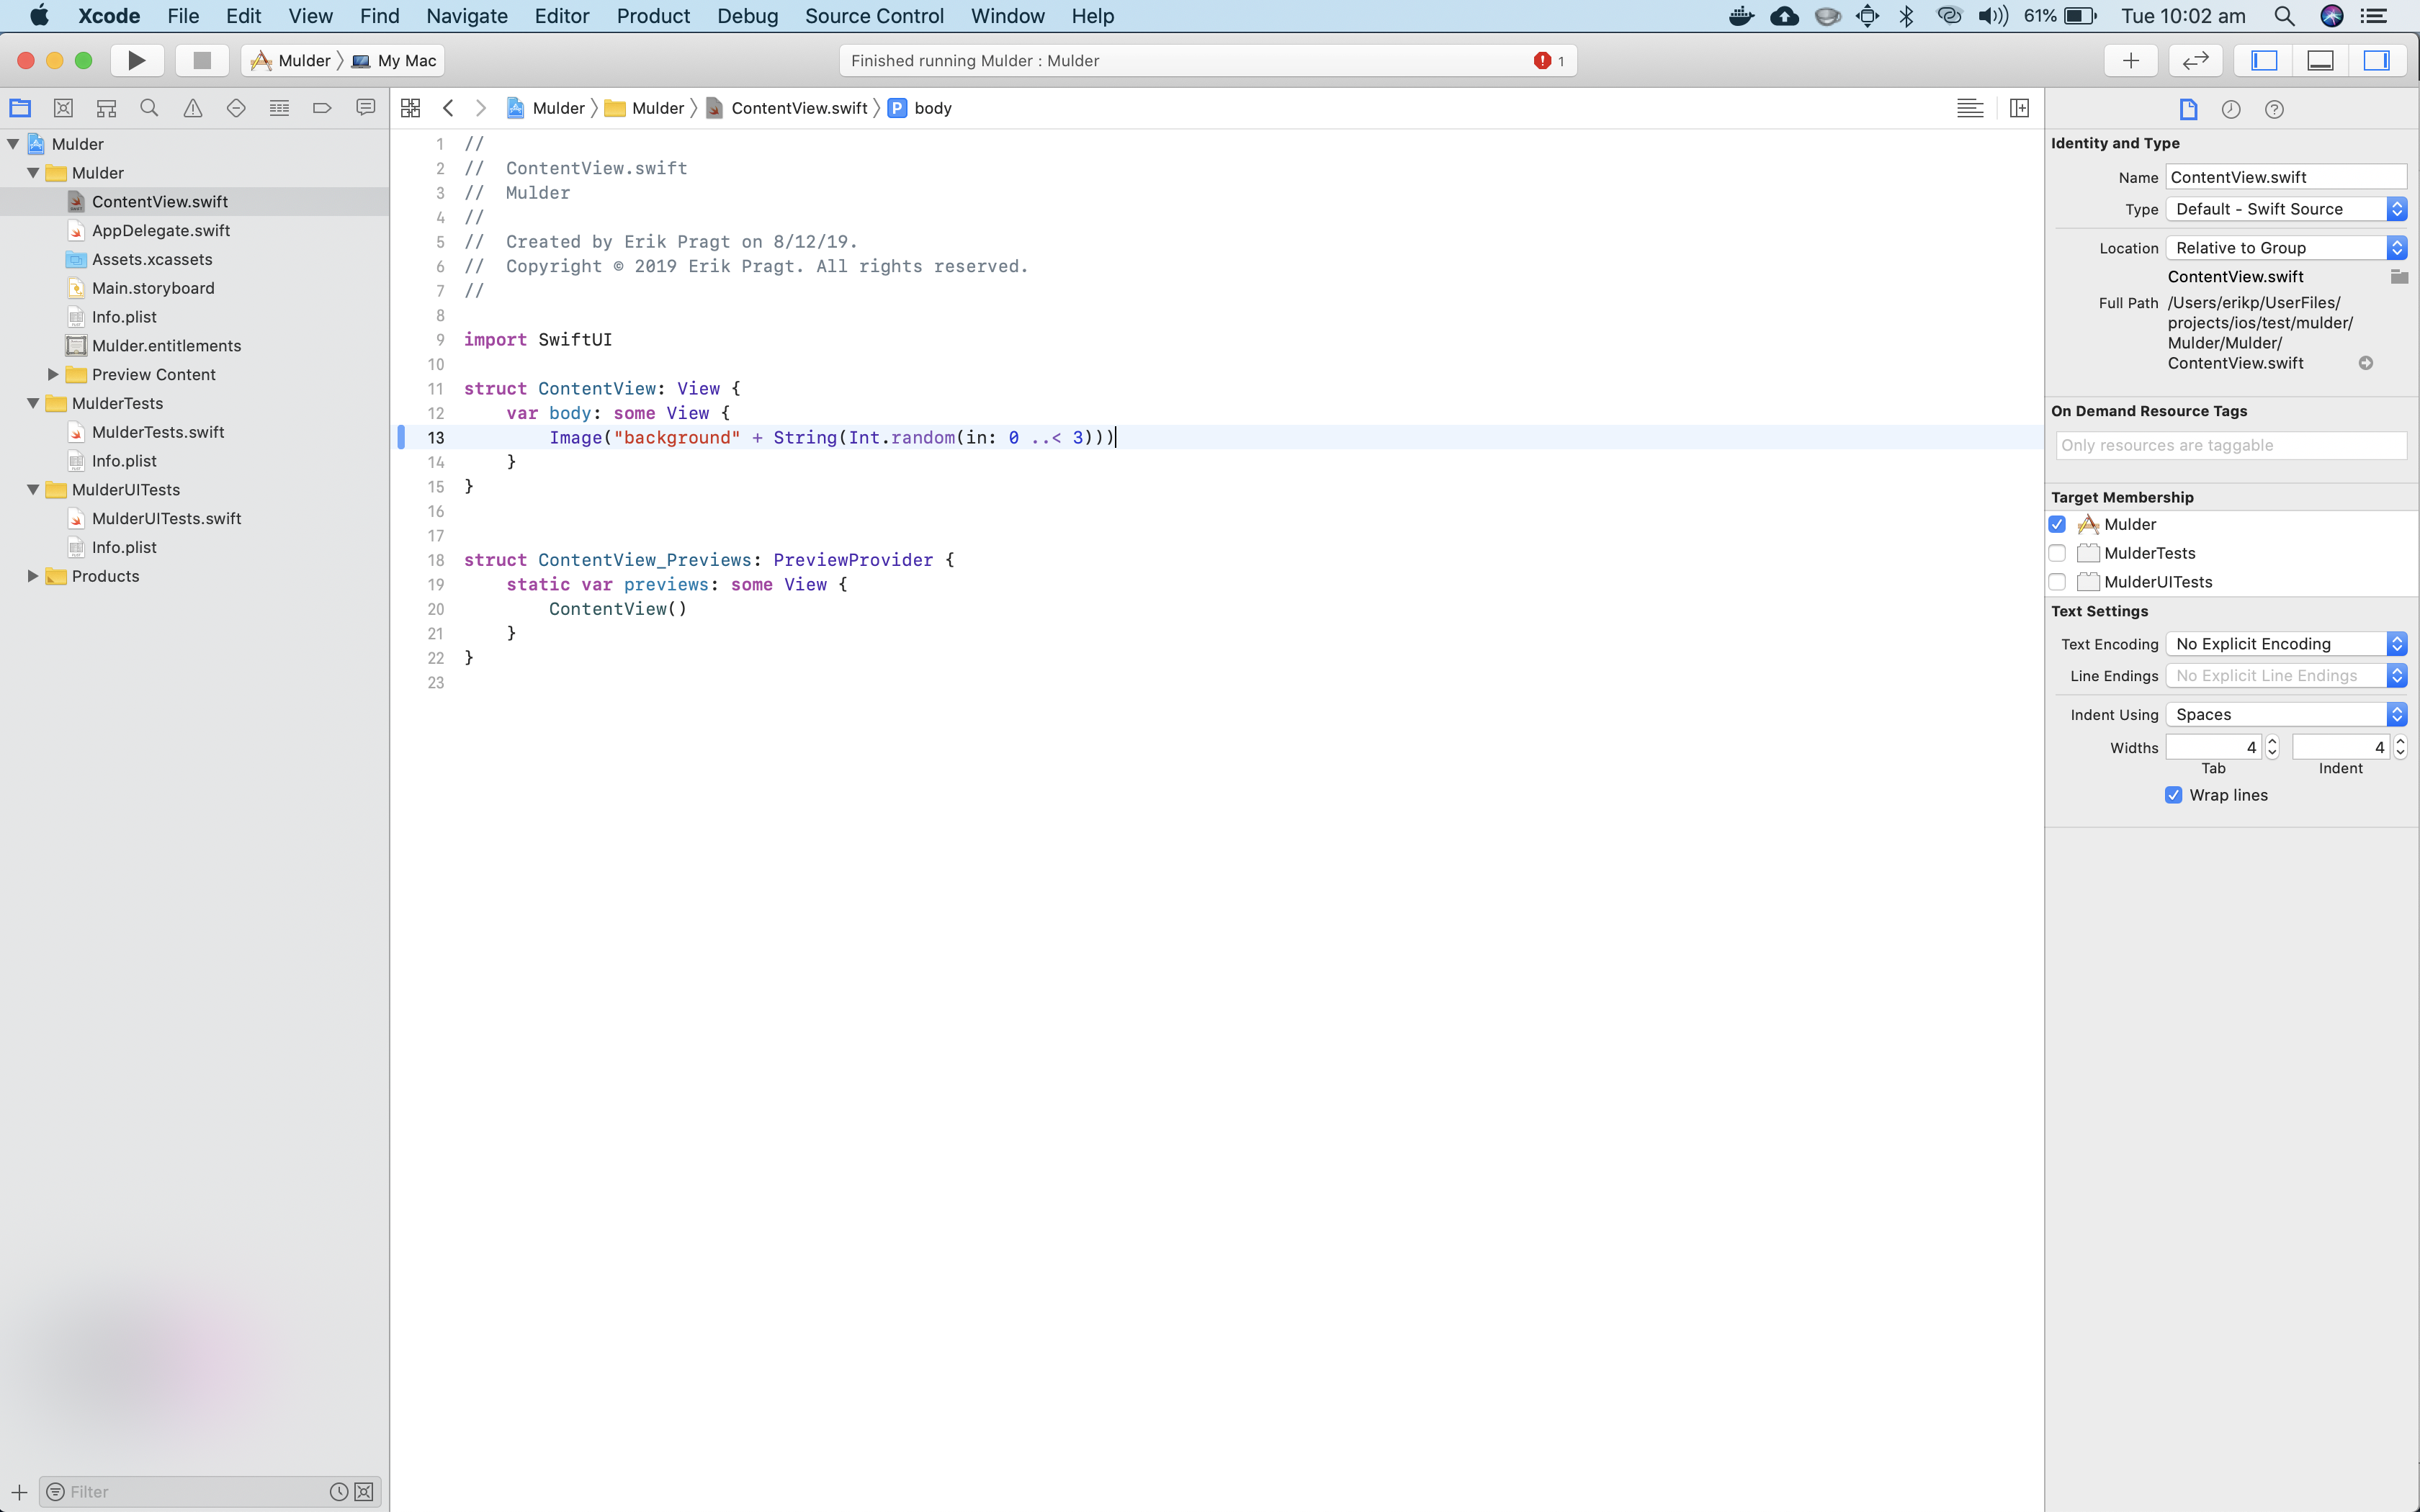 Xcode File Edit View Find Navigate Editor Product Debug Source Control Window Help 61% Tue 10:02 am
Mulder My Mac Finished running Mulder : Mulder 1
Mulder Mulder ContentView.swift P body
Mulder
Mulder
ContentView.swift
AppDelegate.swift
Assets.xcassets
Main.storyboard
Info.plist
Mulder.entitlements
Preview Content
MulderTests
MulderTests.swift
Info.plist
MulderUITests
MulderUITests.swift
Info.plist
Products
Filter
1 //
2 // ContentView.swift
3 // Mulder
4 //
5 // Created by Erik Pragt on 8/12/19.
6 // Copyright © 2019 Erik Pragt. All rights reserved.
7 //
8
9 import SwiftUI
10
11 struct ContentView: View {
12 var body: some View {
13 Image("background" + String(Int.random(in: 0 ..< 3)))
14 }
15 }
16
17
18 struct ContentView_Previews: PreviewProvider {
19 static var previews: some View {
20 ContentView()
21 }
22 }
23
Identity and Type
Name ContentView.swift
Type Default - Swift Source
Location Relative to Group
ContentView.swift
Full Path /Users/erikp/UserFiles/
projects/ios/test/mulder/
Mulder/Mulder/
ContentView.swift
On Demand Resource Tags
Only resources are taggable
Target Membership
Mulder
MulderTests
MulderUITests
Text Settings
Text Encoding No Explicit Encoding
Line Endings No Explicit Line Endings
Indent Using Spaces
Widths 4 4
Tab Indent
Wrap lines